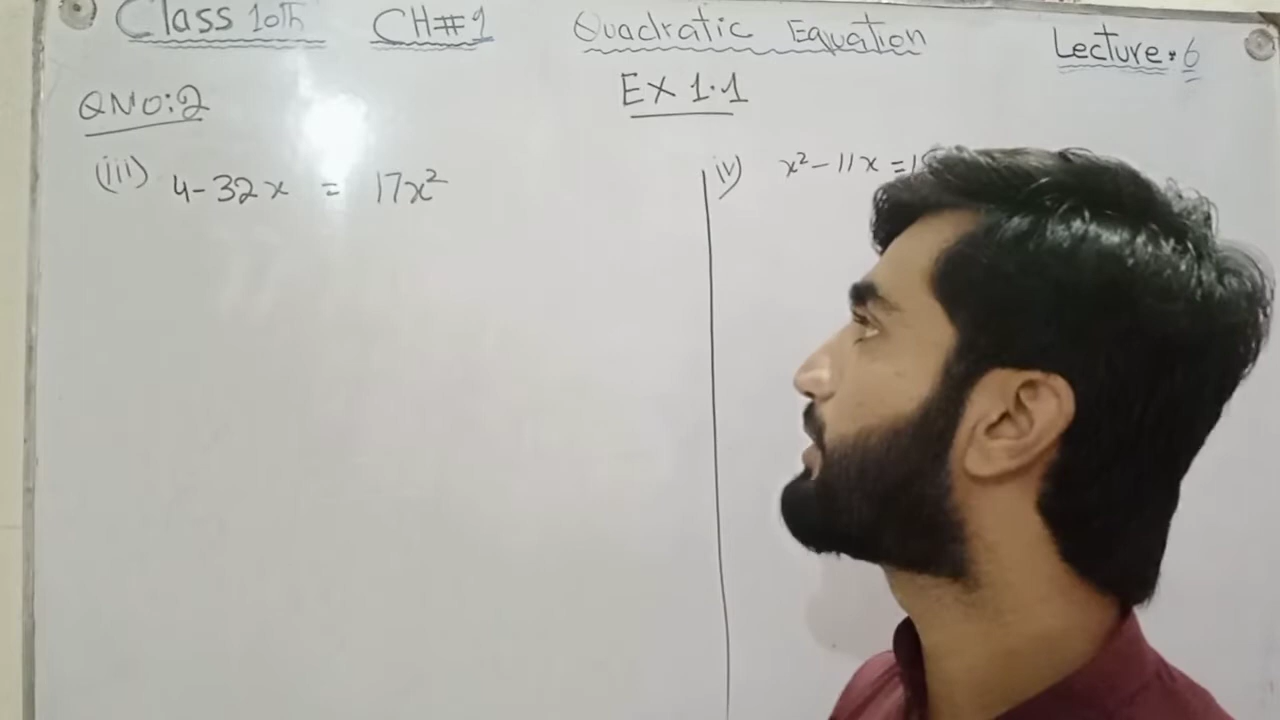 Class 10th CH#1 Quadratic Equation Lecture. 6
EX 1.1
QNO:2
(iii) 4-32x = 17x²
iv) x²-11x =